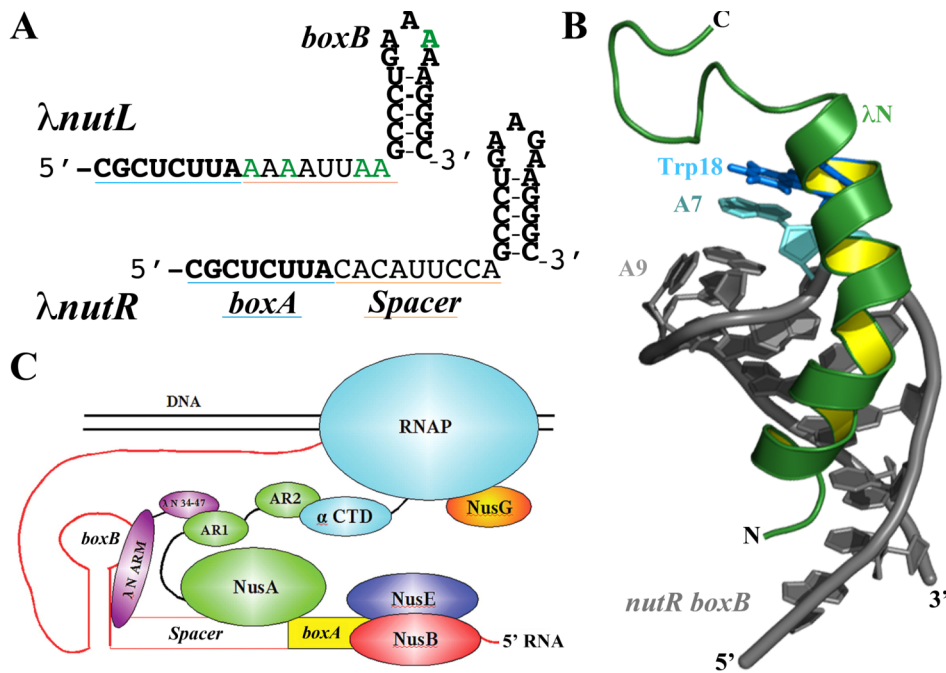 A
boxB
A
A A
G A
U-A
C-G
C-G
C-G
G C-3’
λnutL
5’-CGCUCUUAAAAAUUAA
A
A G
G A
U-A
C-G
C-G
C-G
G C-3’
5’-CGCUCUUACACAUUCCA
λnutR
boxA Spacer
B
C
λN
Trp18
A7
A9
N
nutR boxB
3’
5’
C
DNA
RNAP
λN 34-47
AR2
NusG
AR1
α CTD
boxB
λN ARM
NusA
NusE
Spacer
boxA
NusB
5’ RNA